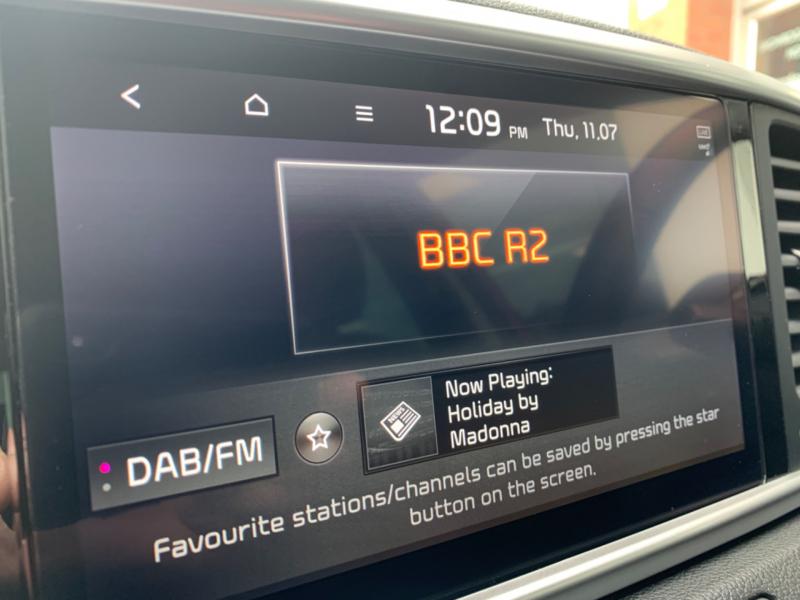 12:09 PM Thu, 11.07
BBC R2
Now Playing:
Holiday by
Madonna
NEWS
DAB/FM
Favourite stations/channels can be saved by pressing the star
button on the screen.